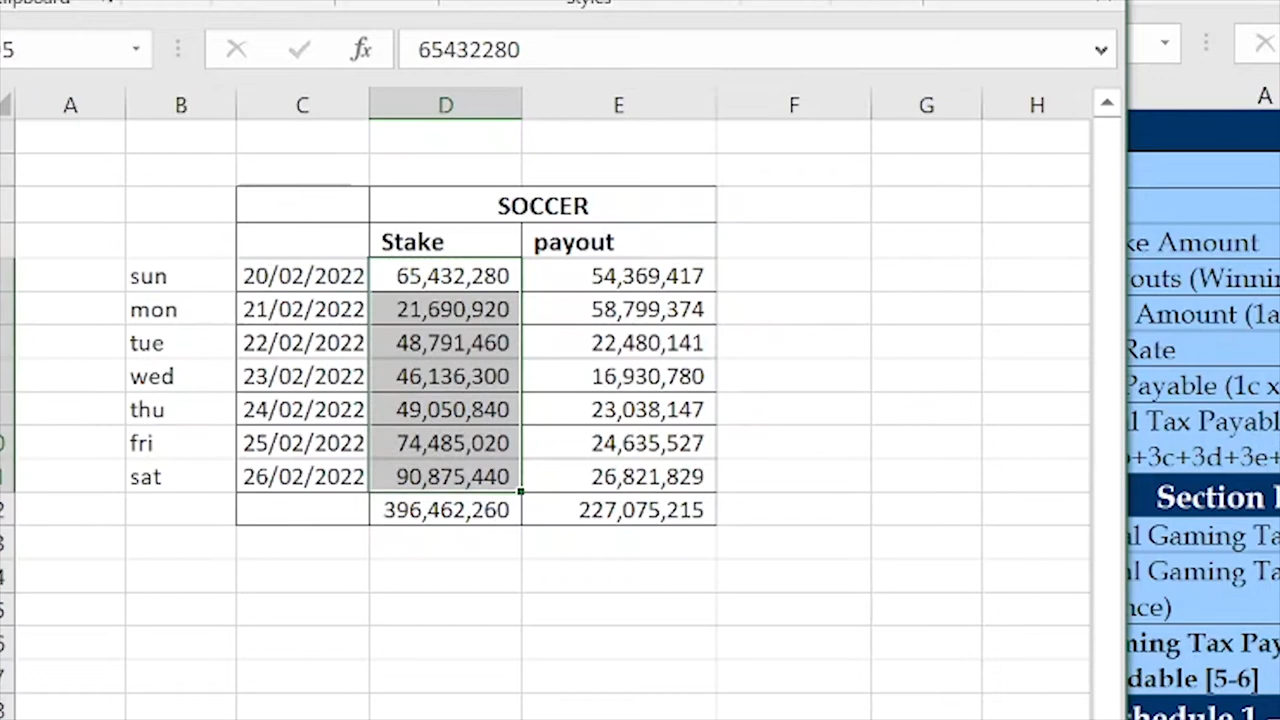 Styles
65432280
A B C D E F G H A
SOCCER
Stake payout
sun 20/02/2022 65,432,280 54,369,417
mon 21/02/2022 21,690,920 58,799,374
tue 22/02/2022 48,791,460 22,480,141
wed 23/02/2022 46,136,300 16,930,780
thu 24/02/2022 49,050,840 23,038,147
fri 25/02/2022 74,485,020 24,635,527
sat 26/02/2022 90,875,440 26,821,829
396,462,260 227,075,215
ke Amount
outs (Winnin
Amount (1a
Rate
Payable (1c x
l Tax Payabl
+3c+3d+3e+
Section
al Gaming Ta
al Gaming Ta
nce)
ning Tax Pay
dable [5-6]
hedule 1